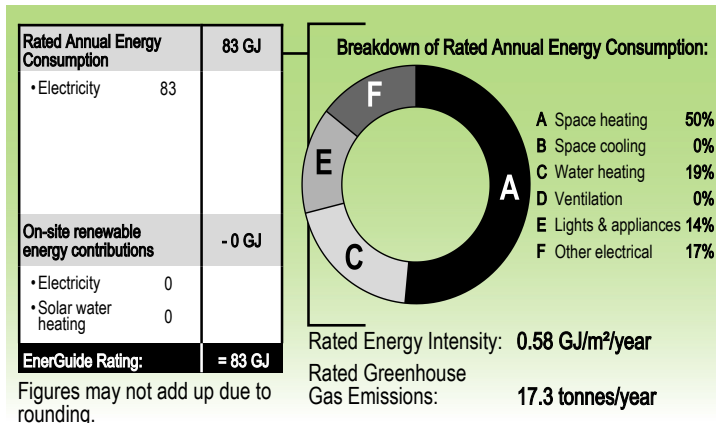 Rated Annual Energy
Consumption
83 GJ
• Electricity 83
On-site renewable
energy contributions
- 0 GJ
• Electricity 0
• Solar water
heating
0
EnerGuide Rating: = 83 GJ
Figures may not add up due to
rounding.
Breakdown of Rated Annual Energy Consumption:
F
E
A
C
A Space heating 50%
B Space cooling 0%
C Water heating 19%
D Ventilation 0%
E Lights & appliances 14%
F Other electrical 17%
Rated Energy Intensity: 0.58 GJ/m²/year
Rated Greenhouse
Gas Emissions: 17.3 tonnes/year